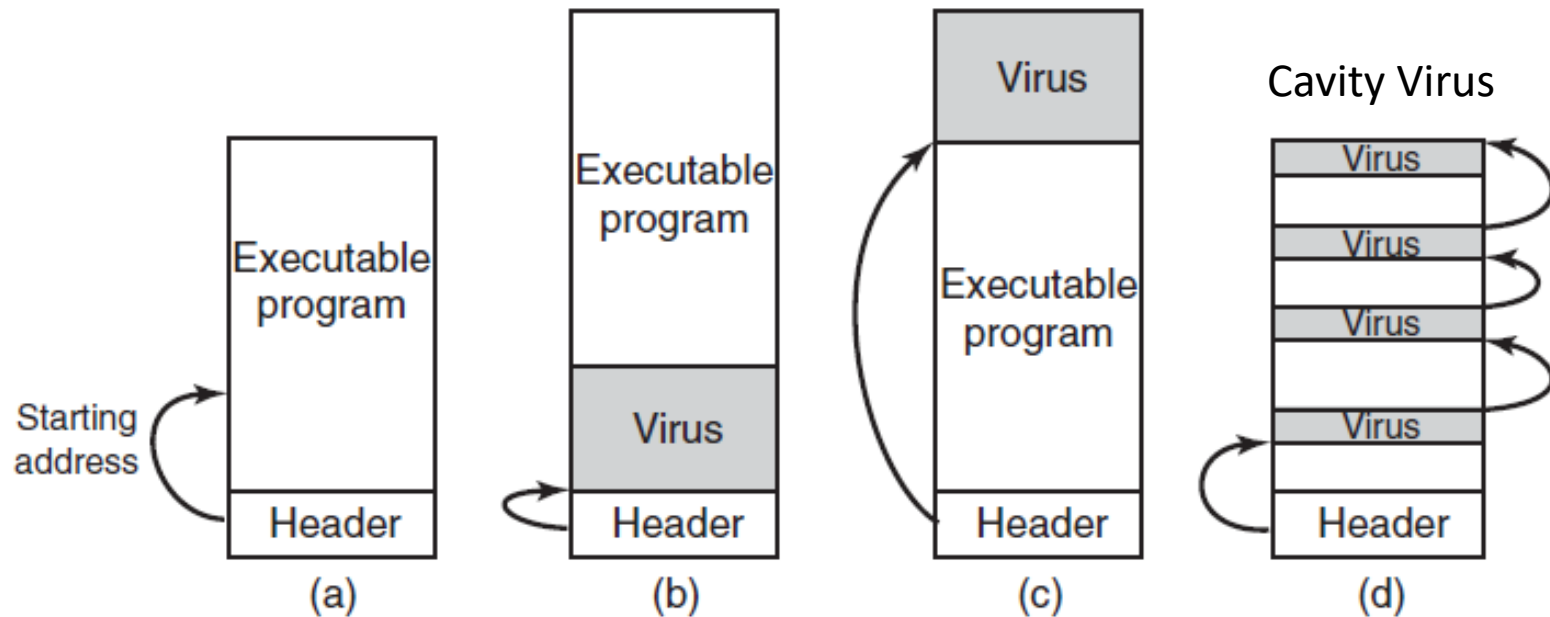 Executable
program
Starting
address
Header
(a)
Executable
program
Virus
Header
(b)
Virus
Executable
program
(c)
Cavity Virus
Virus
Virus
Virus
Virus
Header
(d)